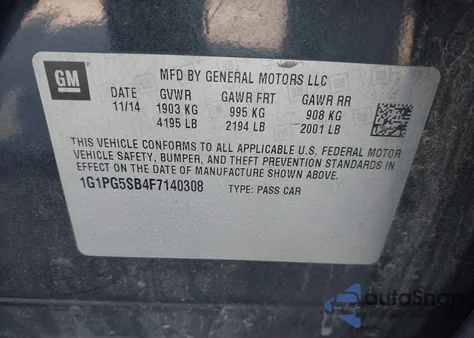 GM
MFD BY GENERAL MOTORS LLC
DATE GVWR GAWR FRT GAWR RR
11/14 1903 KG 995 KG 908 KG
4195 LB 2194 LB 2001 LB
THIS VEHICLE CONFORMS TO ALL APPLICABLE U.S. FEDERAL MOTOR
VEHICLE SAFETY, BUMPER, AND THEFT PREVENTION STANDARDS IN
EFFECT ON THE DATE OF MANUFACTURE SHOWN ABOVE.
1G1PG5SB4F7140308 TYPE: PASS CAR
autoSnap